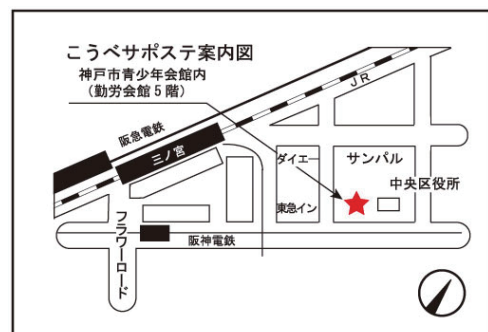 こうべサポステ案内図
神戸市青少年会館内
(勤労会館5階)
阪急電鉄
JR
三ノ宮
ダイエー
サンパル
中央区役所
東急イン
フラワーロード
阪神電鉄